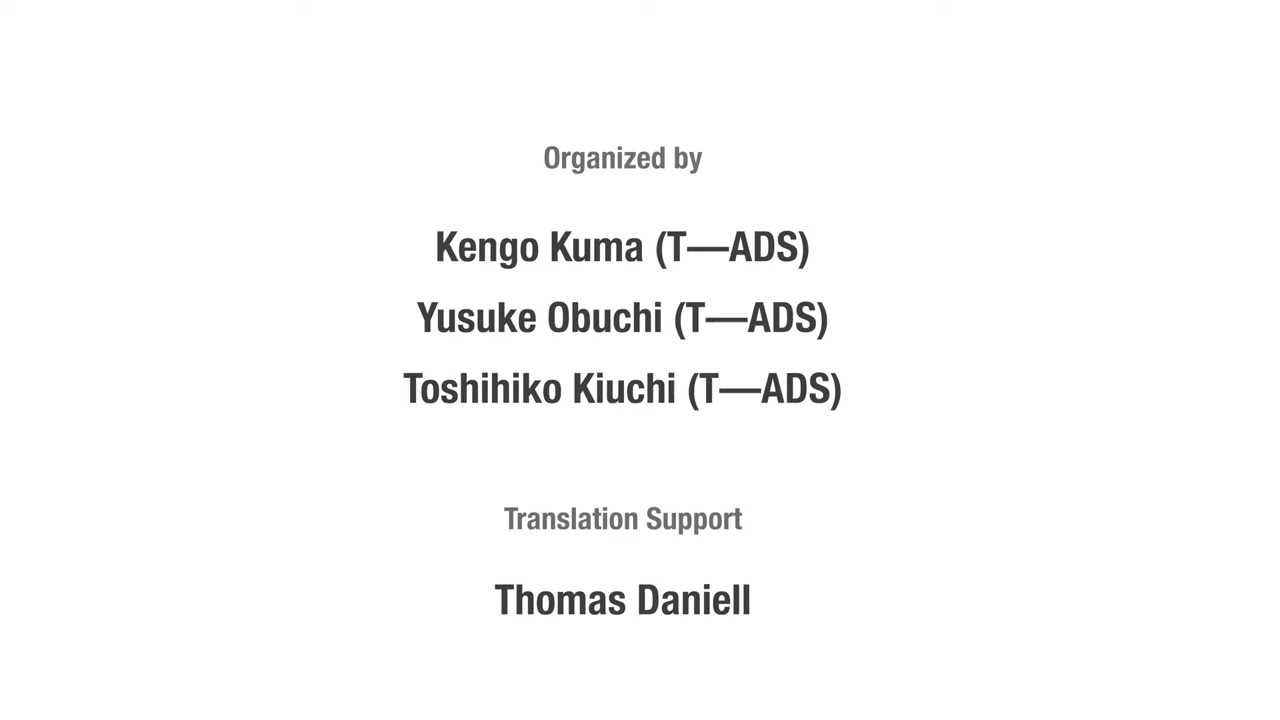 Organized by
Kengo Kuma (T—ADS)
Yusuke Obuchi (T—ADS)
Toshihiko Kiuchi (T—ADS)
Translation Support
Thomas Daniell